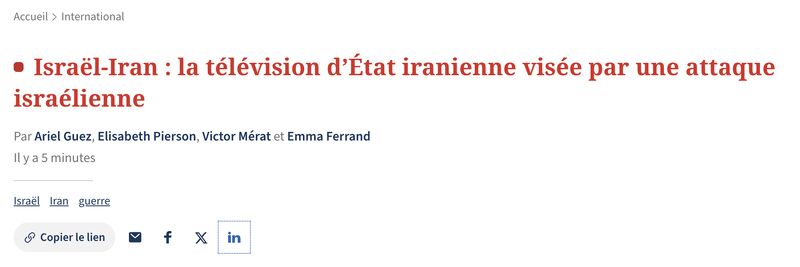 Accueil > International
Israël-Iran : la télévision d’État iranienne visée par une attaque
israélienne
Par Ariel Guez, Elisabeth Pierson, Victor Mérat et Emma Ferrand
Il y a 5 minutes
Israël Iran guerre
Copier le lien